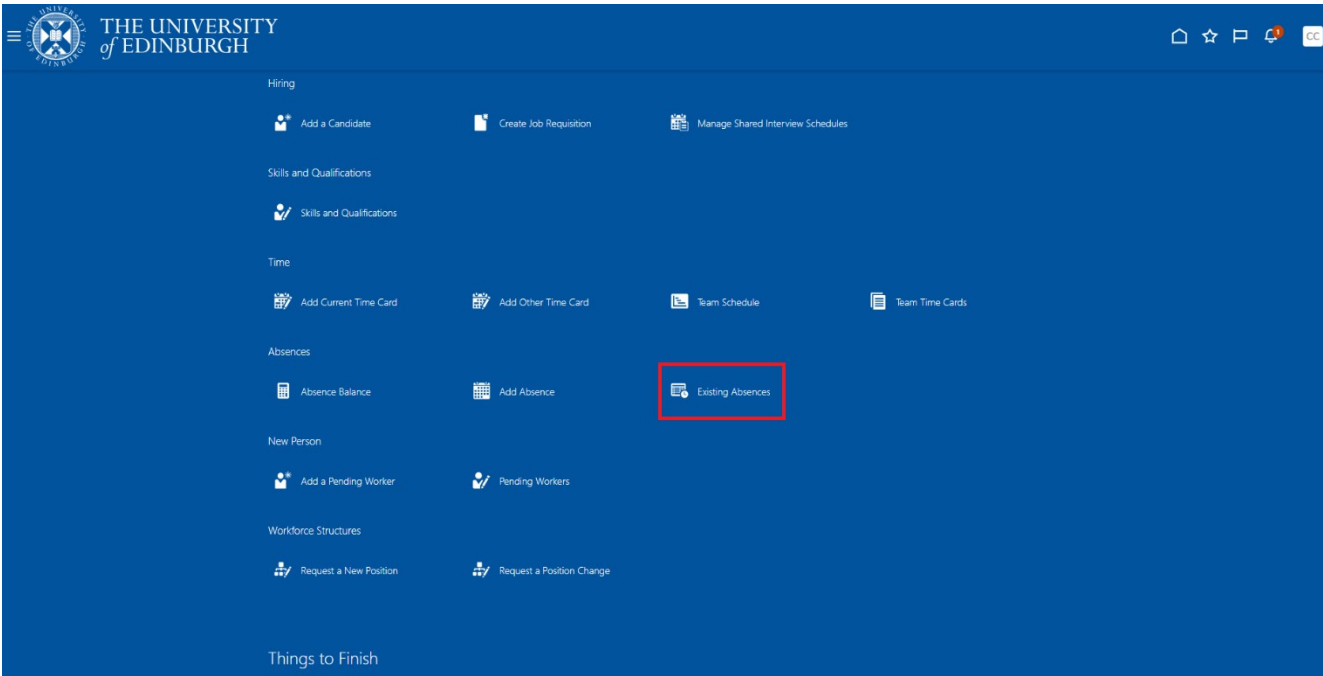 THE UNIVERSITY
of EDINBURGH
1
CC
Hiring
Add a Candidate
Create Job Requisition
Manage Shared Interview Schedules
Skills and Qualifications
Skills and Qualifications
Time
Add Current Time Card
Add Other Time Card
Team Schedule
Team Time Cards
Absences
Absence Balance
Add Absence
Existing Absences
New Person
Add a Pending Worker
Pending Workers
Workforce Structures
Request a New Position
Request a Position Change
Things to Finish